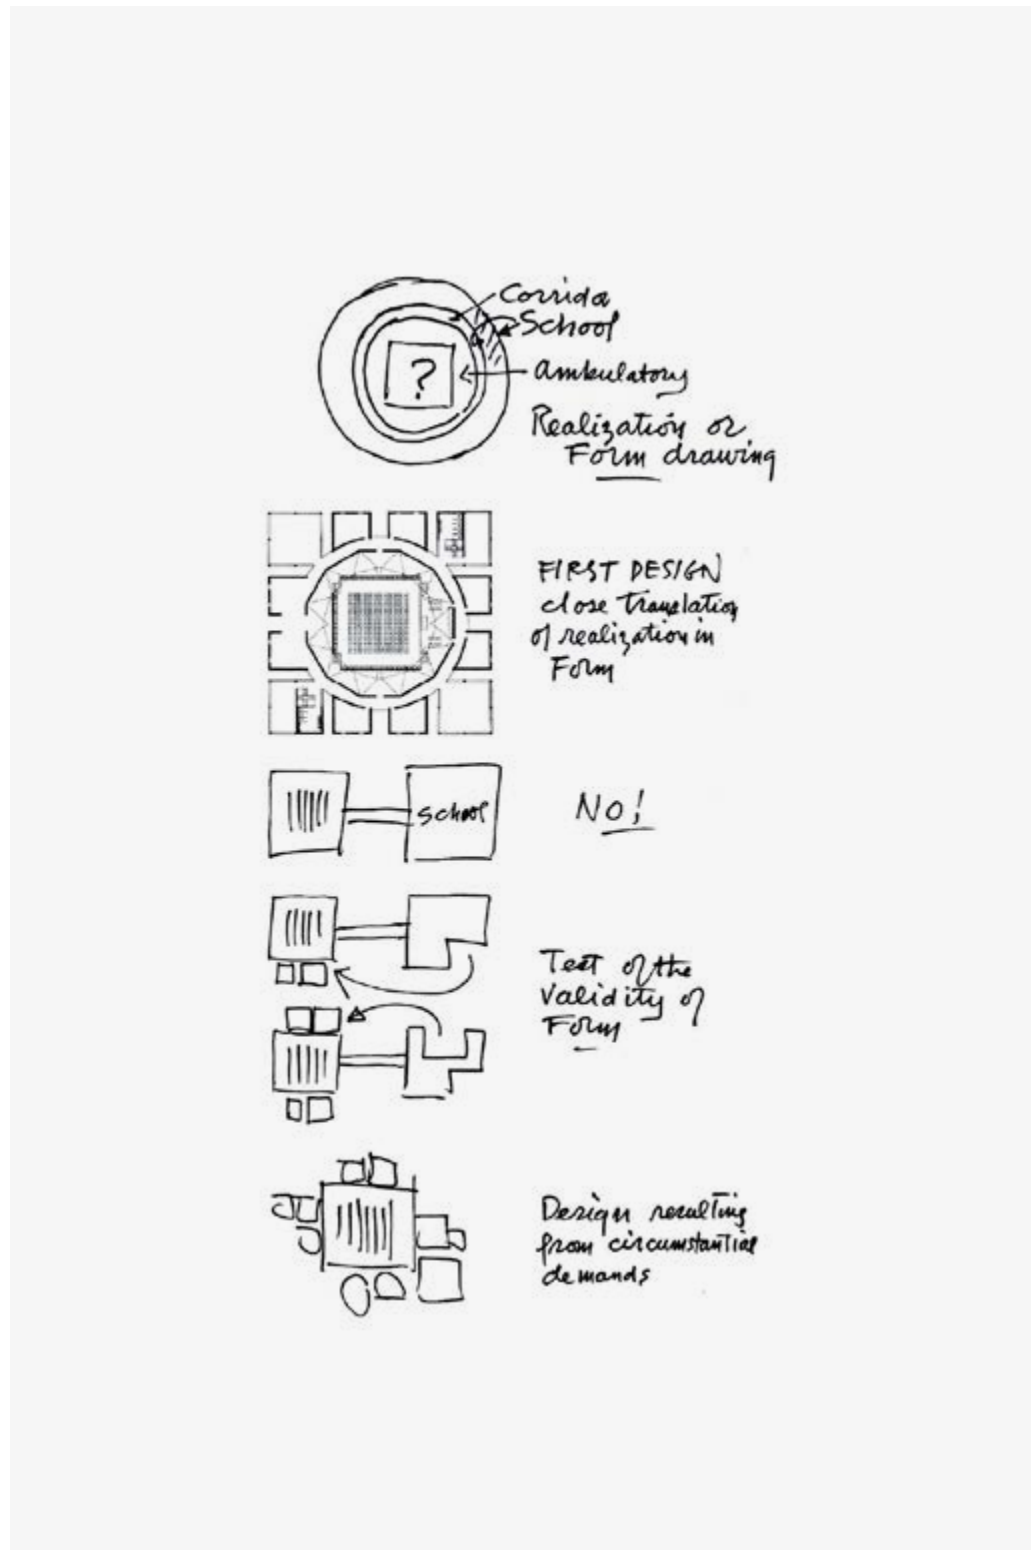 Corridor
School
?
Ambulatory
Realization or
Form drawing
FIRST DESIGN
close translation
of realization in
Form
School
NO!
Test of the
Validity of
Form
Design resulting
from circumstantial
demands